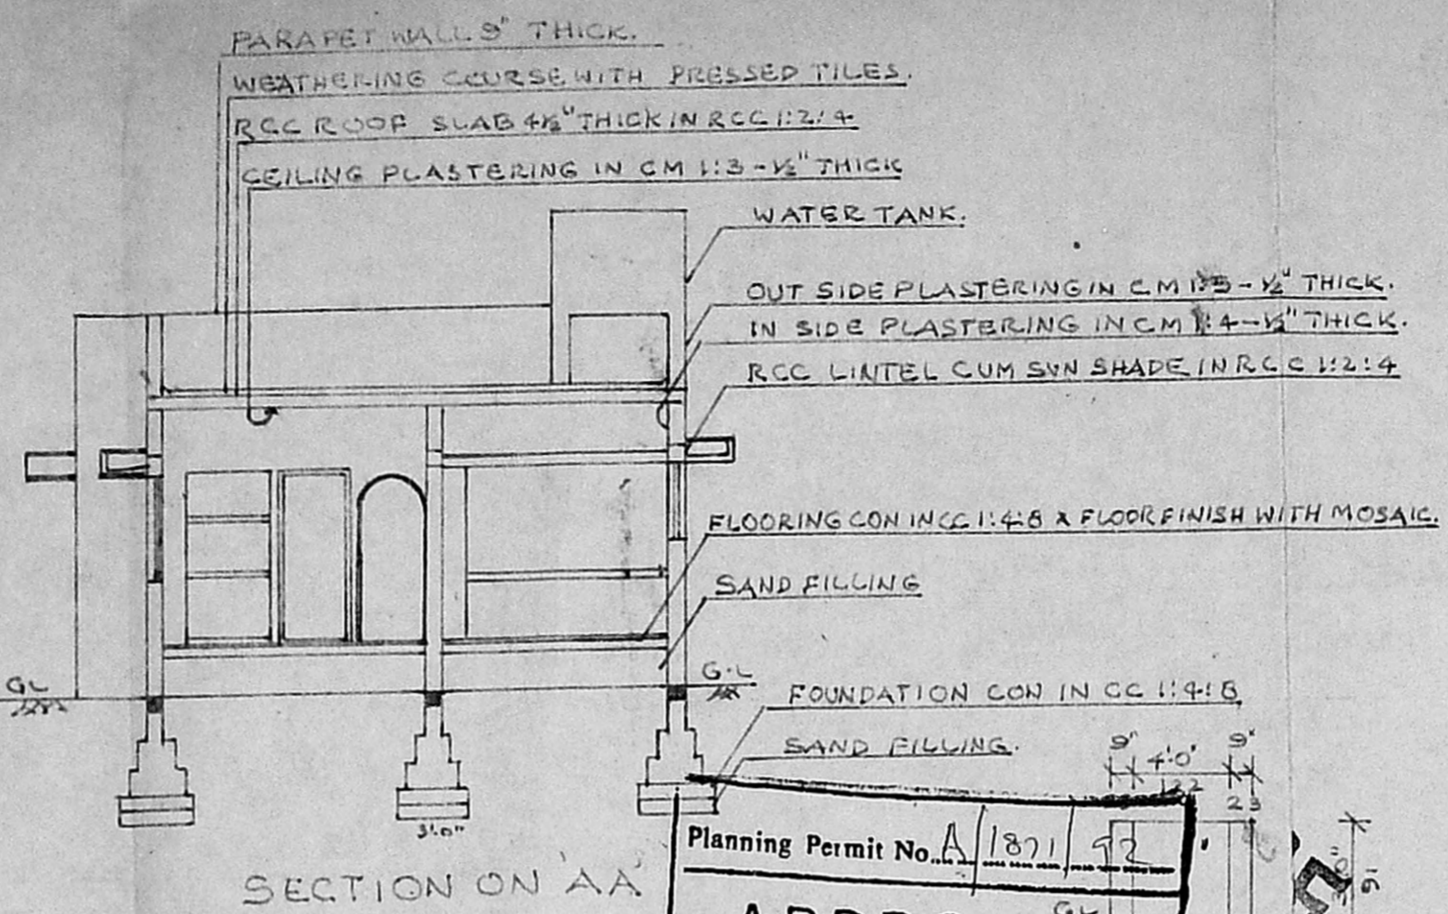 PARAPET WALL 9" THICK.
WEATHERING COURSE WITH PRESSED TILES.
RCC ROOF SLAB 4½" THICK IN RCC 1:2:4
CEILING PLASTERING IN CM 1:3 - ½" THICK
WATER TANK.
OUT SIDE PLASTERING IN C.M 1:5 - ½" THICK.
IN SIDE PLASTERING IN CM 1:4 - ½" THICK.
RCC LINTEL CUM SUN SHADE IN RCC 1:2:4
FLOORING CON IN CC 1:4:8 & FLOOR FINISH WITH MOSAIC.
SAND FILLING
GL
G.L
FOUNDATION CON IN CC 1:4:8
SAND FILLING.
9" 4'0" 9"
23
3'0"
Planning Permit No. A/1871/92
SECTION ON 'AA'
GL